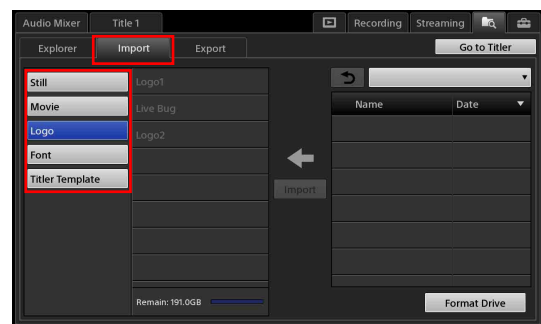 Audio Mixer Title 1 Recording Streaming
Explorer Import Export Go to Titler
Still Logo1
Movie Live Bug
Name Date
Logo Logo2
Font
Titler Template
Import
Remain: 191.0GB
Format Drive